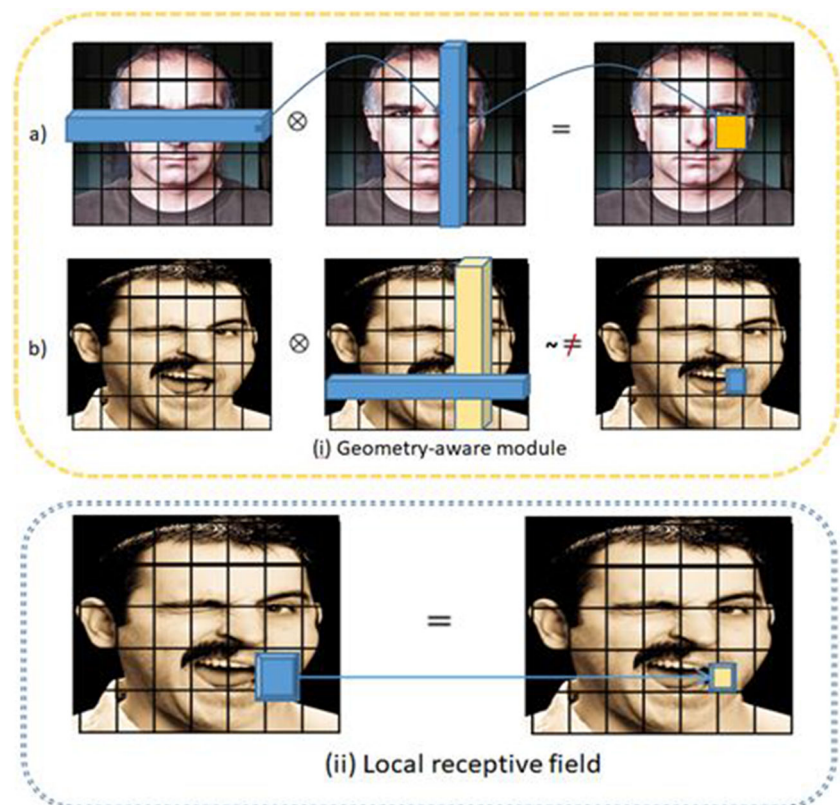 a) ⊗ =
b) ⊗ ~ ≠
(i) Geometry-aware module
=
(ii) Local receptive field